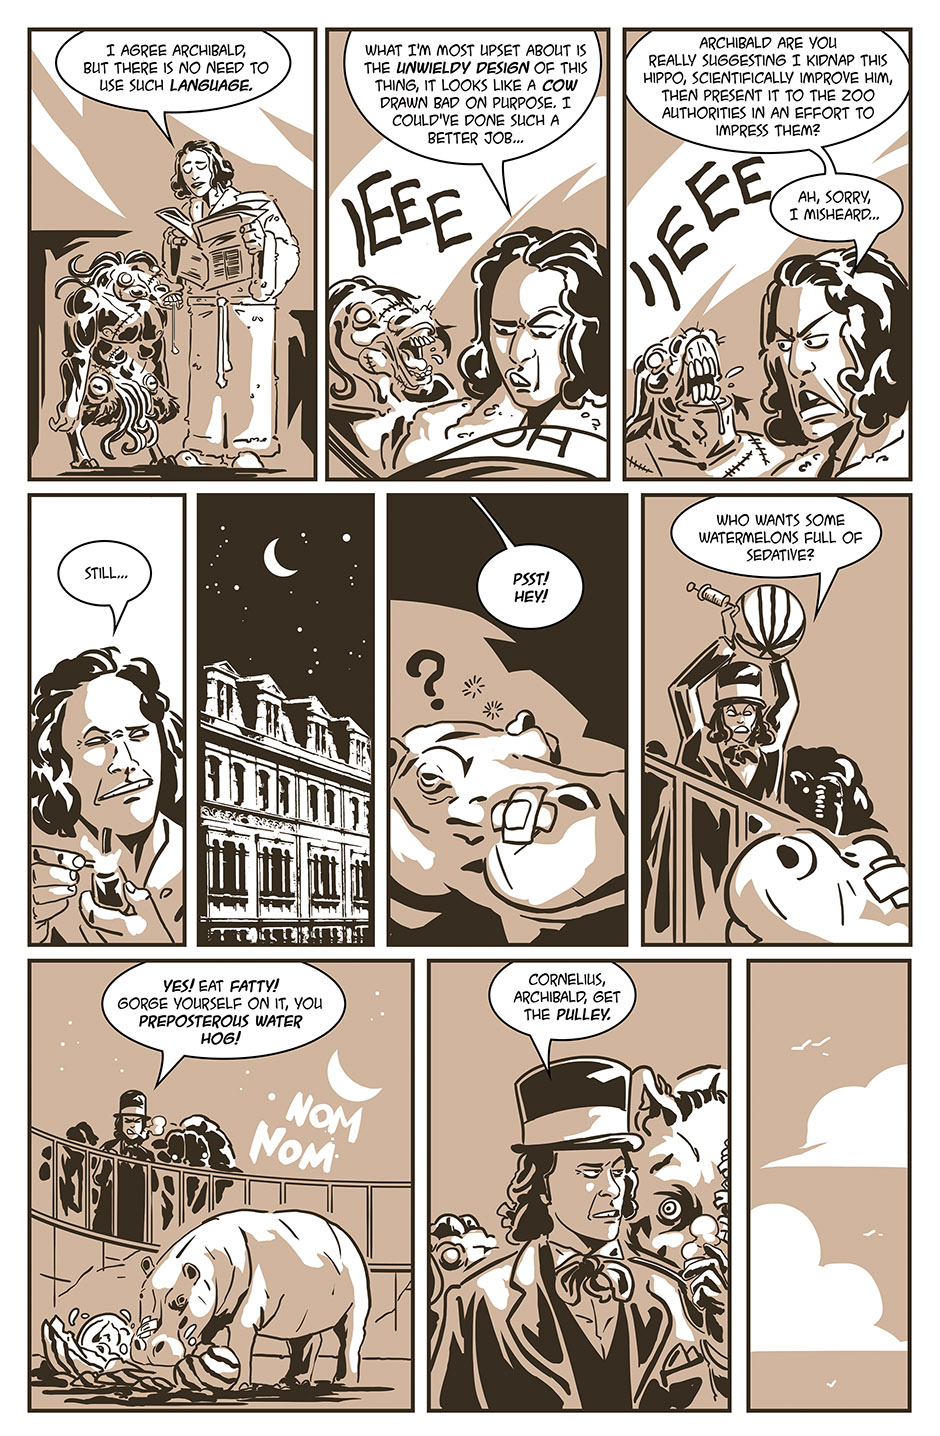 I AGREE ARCHIBALD,
BUT THERE IS NO NEED TO
USE SUCH LANGUAGE.
WHAT I'M MOST UPSET ABOUT IS
THE UNWIELDY DESIGN OF THIS
THING, IT LOOKS LIKE A COW
DRAWN BAD ON PURPOSE. I
COULD'VE DONE SUCH A
BETTER JOB...
IEEE
ARCHIBALD ARE YOU
REALLY SUGGESTING I KIDNAP THIS
HIPPO, SCIENTIFICALLY IMPROVE HIM,
THEN PRESENT IT TO THE ZOO
AUTHORITIES IN AN EFFORT TO
IMPRESS THEM?
AH, SORRY,
I MISHEARD...
IIEEEE
STILL...
PSST!
HEY!
?
WHO WANTS SOME
WATERMELONS FULL OF
SEDATIVE?
YES! EAT FATTY!
GORGE YOURSELF ON IT, YOU
PREPOSTEROUS WATER
HOG!
NOM
NOM
CORNELIUS,
ARCHIBALD, GET
THE PULLEY.